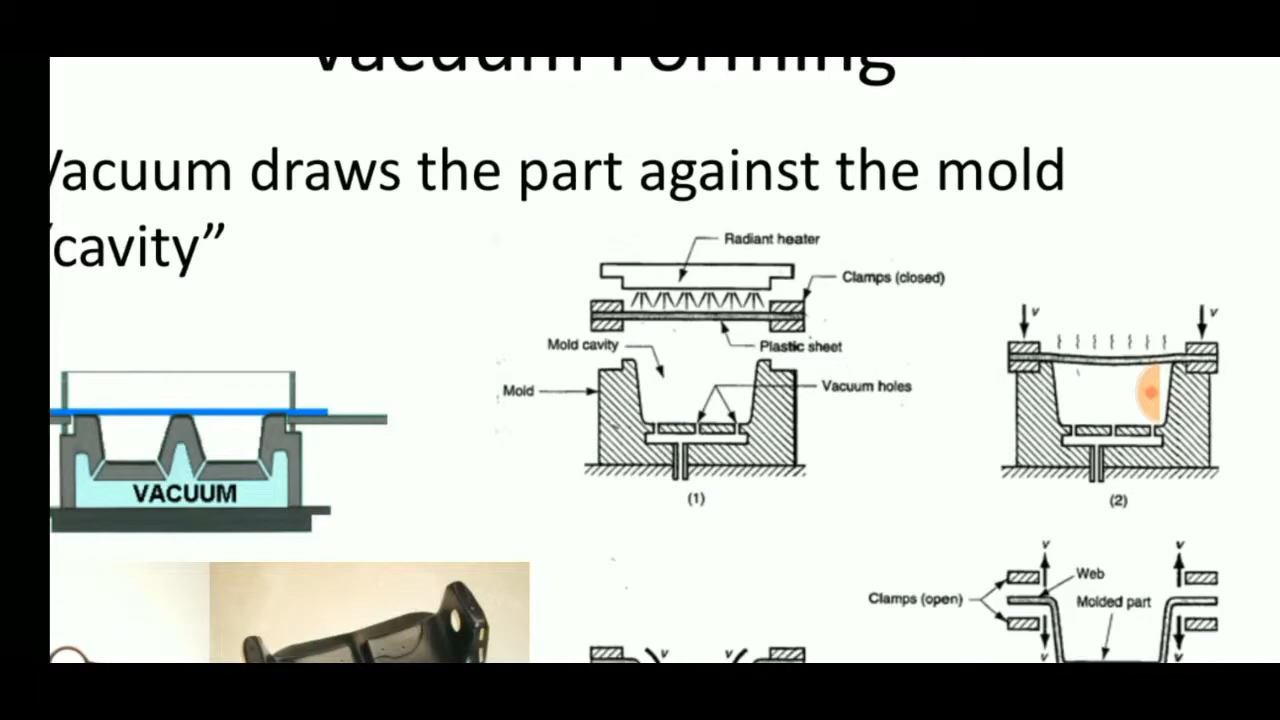 Vacuum Forming
Vacuum draws the part against the mold
“cavity”
Radiant heater
Clamps (closed)
Mold cavity
Plastic sheet
Mold
Vacuum holes
(1)
v
v
(2)
VACUUM
v
v
Clamps (open)
Web
Molded part
v
v
v
v